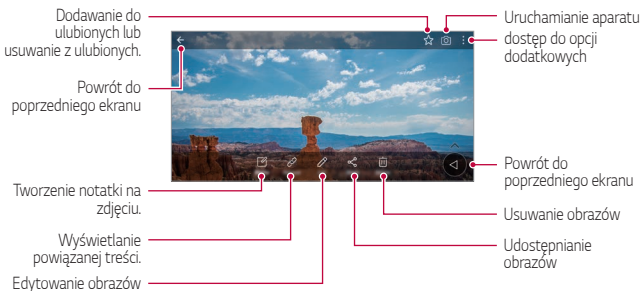 Dodawanie do
ulubionych lub
usuwanie z ulubionych.
Powrót do
poprzedniego ekranu
Tworzenie notatki na
zdjęciu.
Wyświetlanie
powiązanej treści.
Edytowanie obrazów
Uruchamianie aparatu
dostęp do opcji
dodatkowych
Powrót do
poprzedniego ekranu
Usuwanie obrazów
Udostępnianie
obrazów